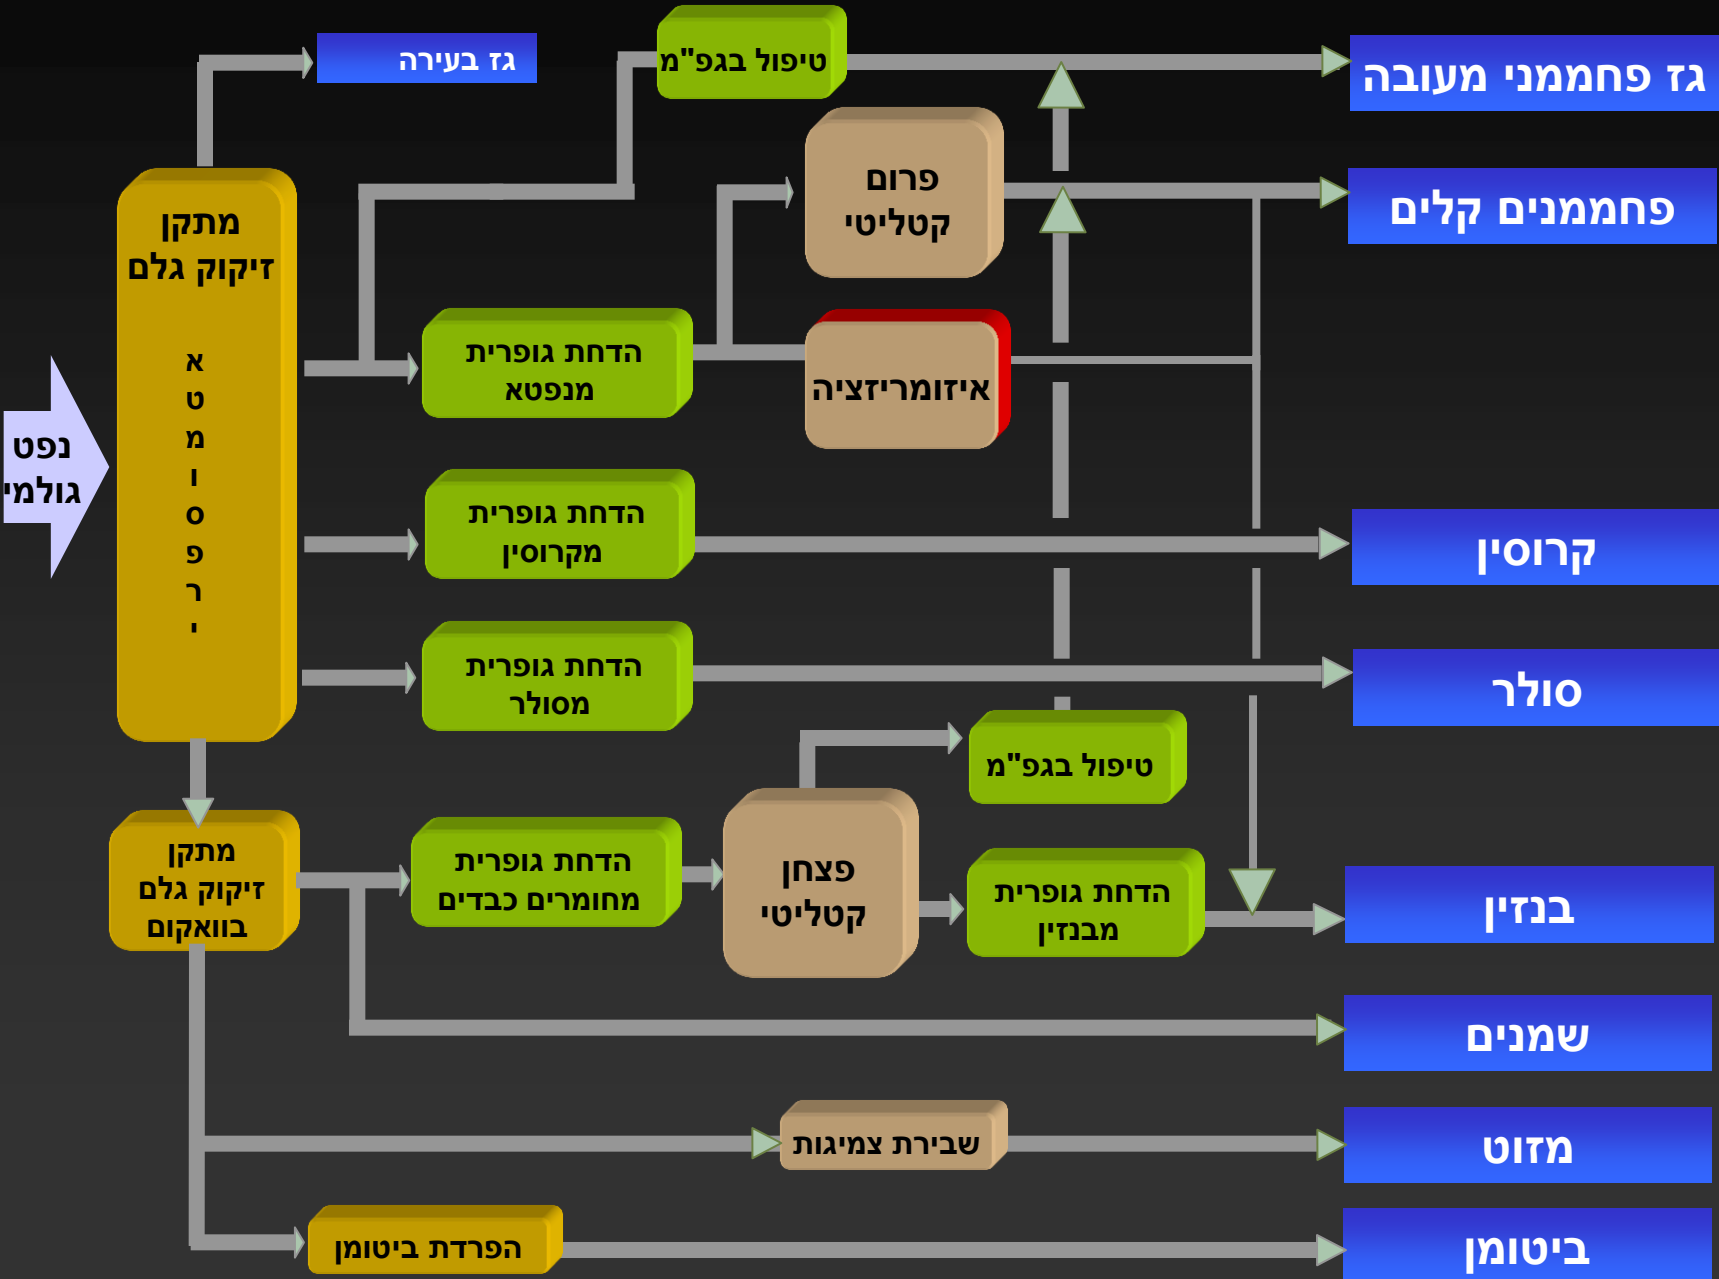 גז בעירה
טיפול בגפ"מ
גז פחממני מעובה
פרום
קטליטי
פחממנים קלים
מתקן
זיקוק גלם
א
ט
מ
ו
ס
פ
ר
י
הדחת גופרית
מנפטא
איזומריזציה
נפט
גולמי
הדחת גופרית
מקרוסין
קרוסין
הדחת גופרית
מסולר
סולר
טיפול בגפ"מ
מתקן
זיקוק גלם
בוואקום
הדחת גופרית
מחומרים כבדים
פצחן
קטליטי
הדחת גופרית
מבנזין
בנזין
שמנים
שבירת צמיגות
מזוט
הפרדת ביטומן
ביטומן